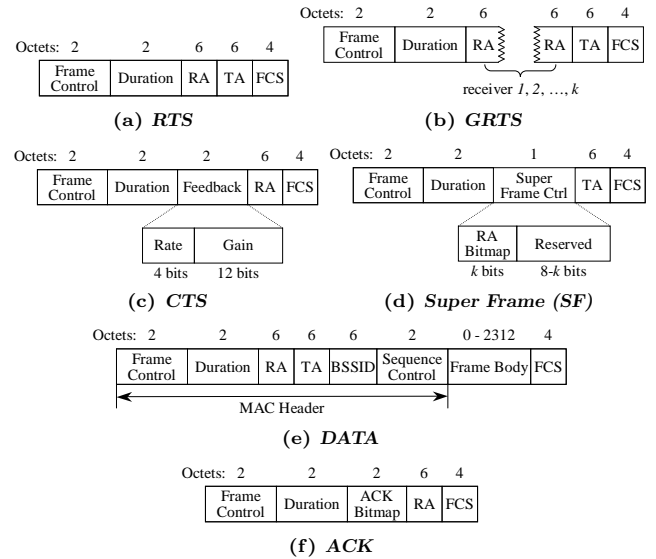 Octets: 2 2 6 6 4
Frame Control Duration RA TA FCS
(a) RTS
Octets: 2 2 6 6 6 4
Frame Control Duration RA RA TA FCS
receiver 1, 2, ..., k
(b) GRTS
Octets: 2 2 2 6 4
Frame Control Duration Feedback RA FCS
Rate Gain
4 bits 12 bits
(c) CTS
Octets: 2 2 1 6 4
Frame Control Duration Super Frame Ctrl TA FCS
RA Bitmap Reserved
k bits 8-k bits
(d) Super Frame (SF)
Octets: 2 2 6 6 6 2 0 - 2312 4
Frame Control Duration RA TA BSSID Sequence Control Frame Body FCS
MAC Header
(e) DATA
Octets: 2 2 2 6 4
Frame Control Duration ACK Bitmap RA FCS
(f) ACK